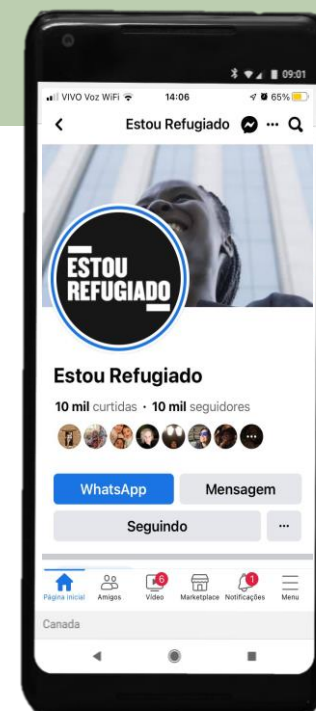 09:01
VIVO Voz WiFi 14:06 65%
Estou Refugiado
ESTOU
REFUGIADO
Estou Refugiado
10 mil curtidas · 10 mil seguidores
WhatsApp Mensagem
Seguindo
6 1
Página inicial Amigos Vídeo Marketplace Notificações Menu
Canada